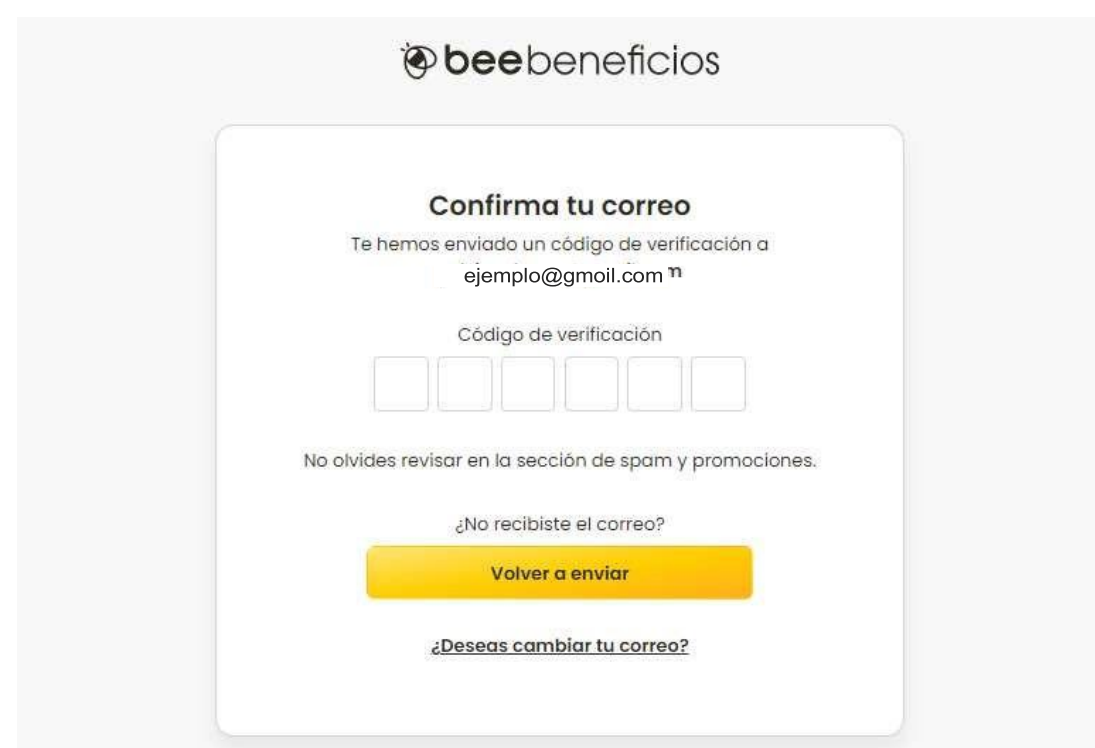 beebeneficios
Confirma tu correo
Te hemos enviado un código de verificación a
ejemplo@gmoil.com m
Código de verificación
No olvides revisar en la sección de spam y promociones.
¿No recibiste el correo?
Volver a enviar
¿Deseas cambiar tu correo?